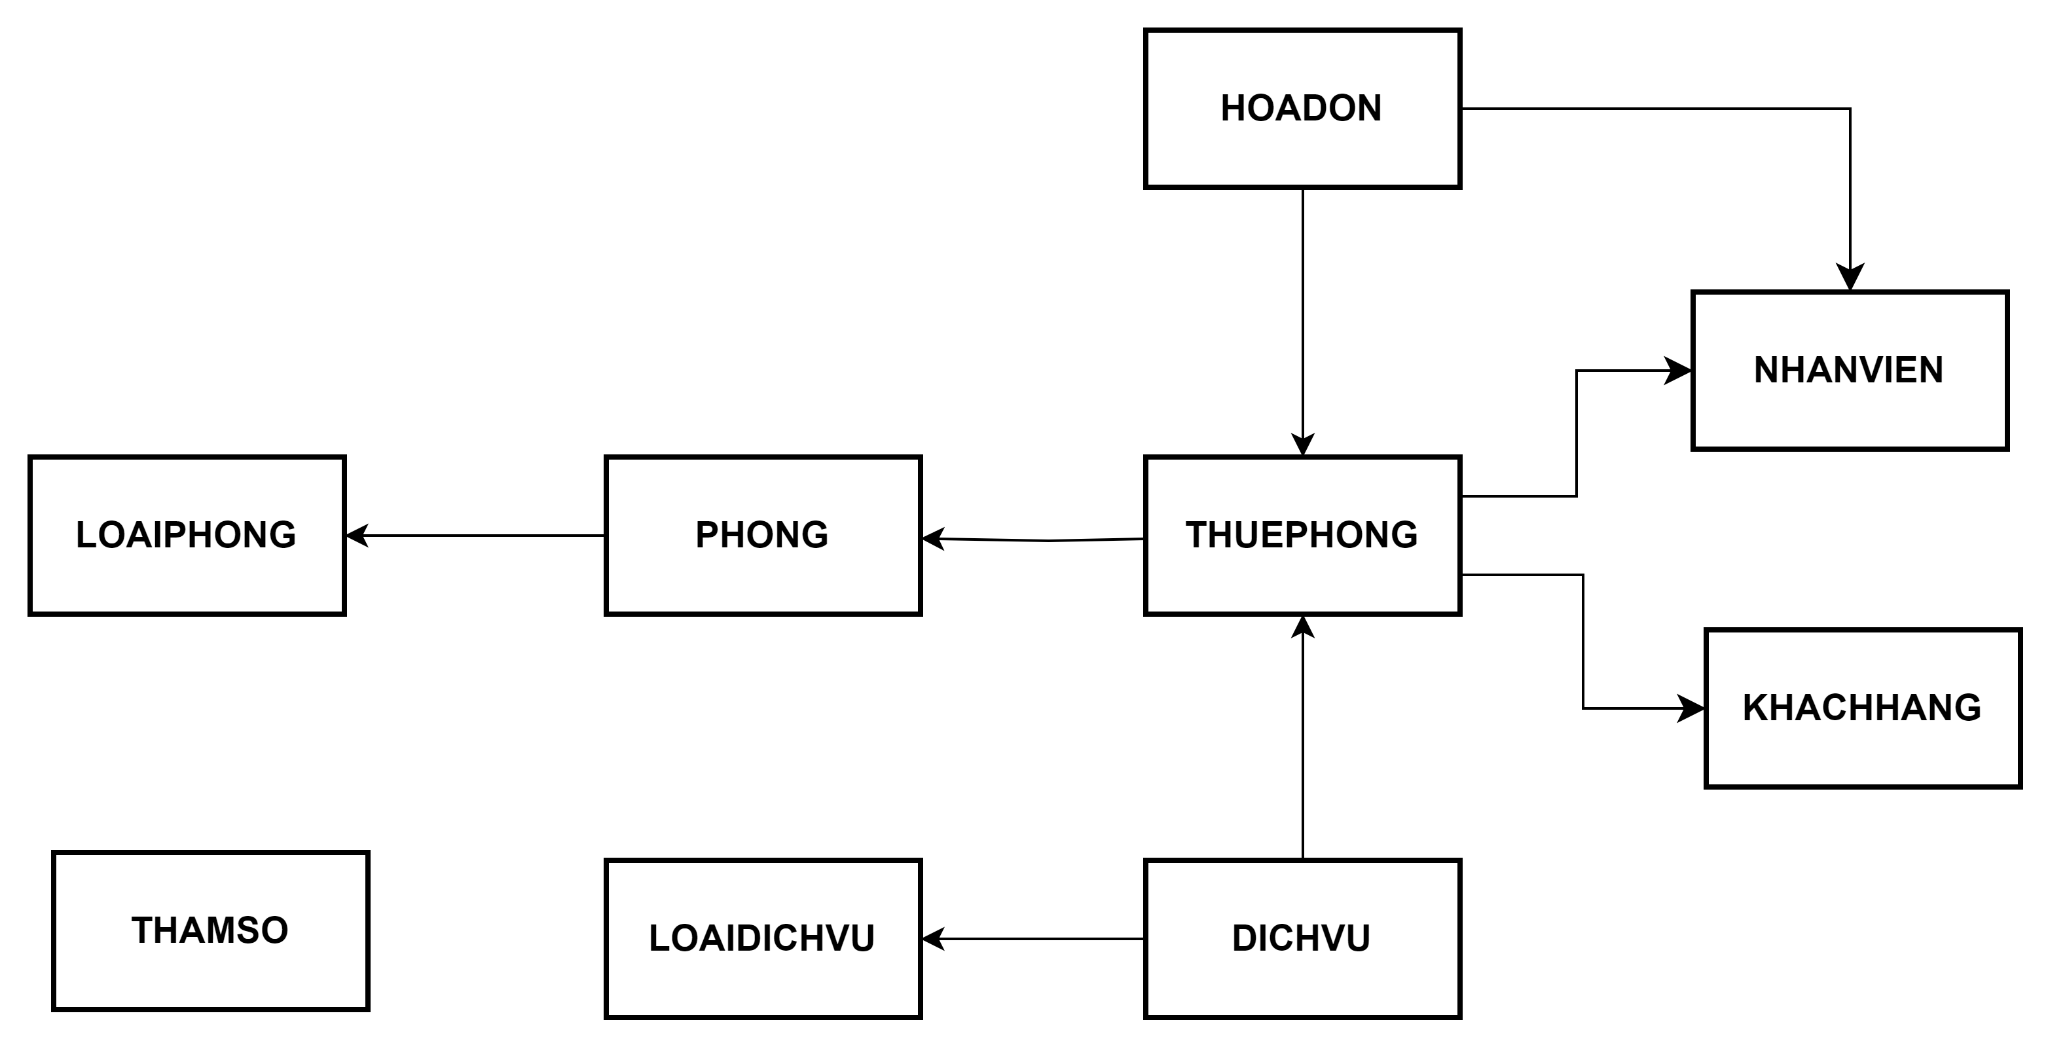 HOADON
NHANVIEN
LOAIPHONG
PHONG
THUEPHONG
KHACHHANG
THAMSO
LOAIDICHVU
DICHVU